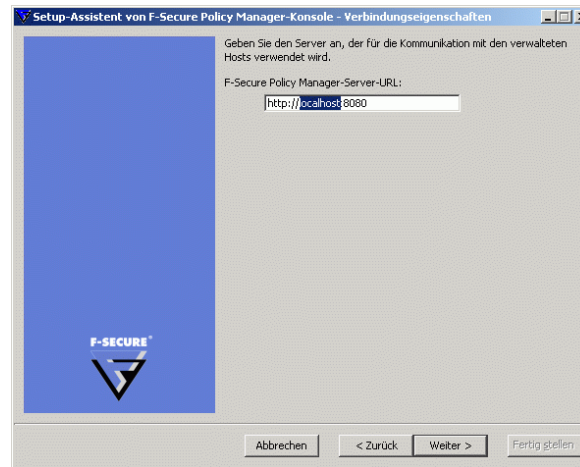 Setup-Assistent von F-Secure Policy Manager-Konsole - Verbindungseigenschaften
Geben Sie den Server an, der für die Kommunikation mit den verwalteten
Hosts verwendet wird.
F-Secure Policy Manager-Server-URL:
http://localhost:8080
F-SECURE®
Abbrechen
< Zurück
Weiter >
Fertig stellen